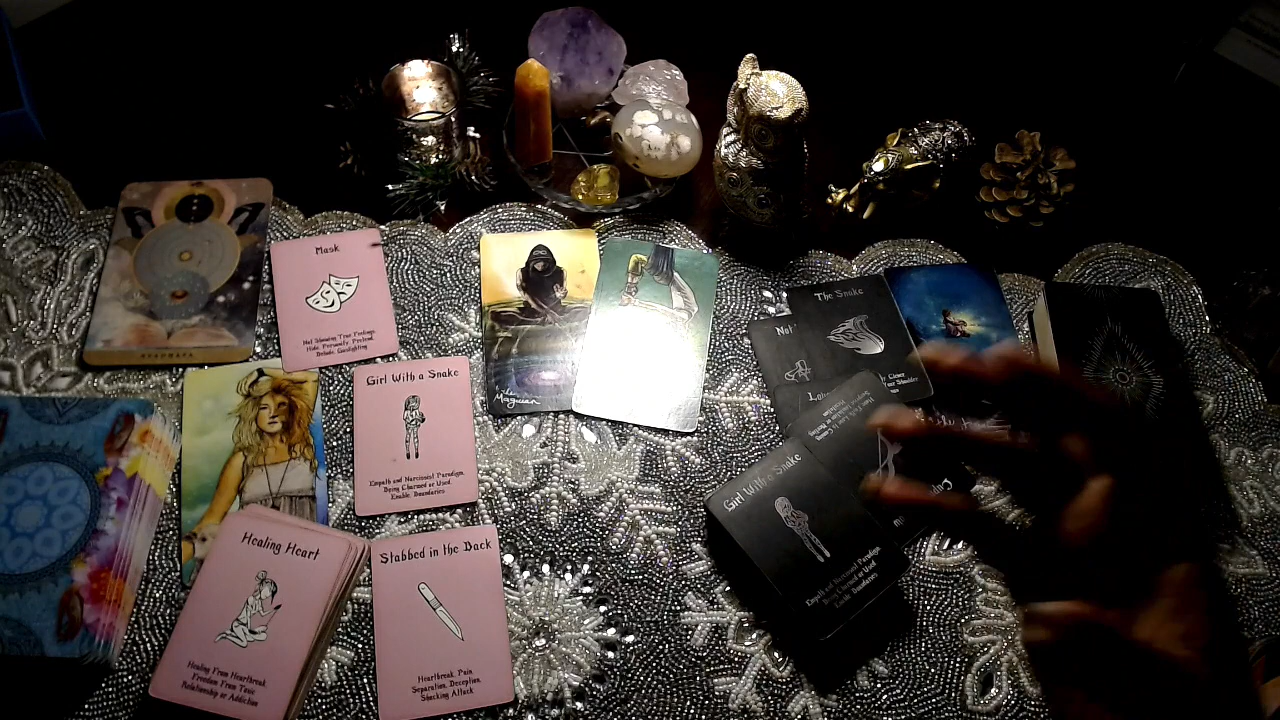 Mask
Not Showing True Feelings
Hide Persona, Pretend
Delude, Gaslighting
Girl With a Snake
Empath and Narcissist Paradigm,
Being Charmed or Used,
Enable, Boundaries
Healing Heart
Healing From Heartbreak
Freedom From Toxic
Relationship or Addiction
Stabbed in the Back
Heartbreak, Pain,
Separation, Deception,
Shocking Attack
The Magician
The Snake
Girl With a Snake
Empath and Narcissist Paradigm,
Being Charmed or Used,
Enable, Boundaries